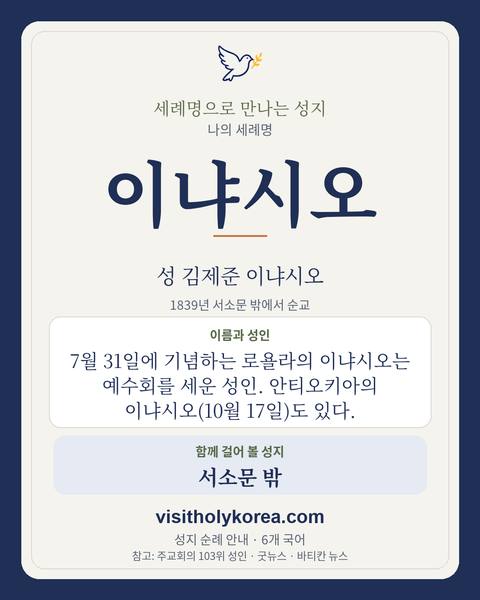 세례명으로 만나는 성지
나의 세례명
이냐시오
성 김제준 이냐시오
1839년 서소문 밖에서 순교
이름과 성인
7월 31일에 기념하는 로욜라의 이냐시오는
예수회를 세운 성인. 안티오키아의
이냐시오(10월 17일)도 있다.
함께 걸어 볼 성지
서소문 밖
visitholykorea.com
성지 순례 안내 · 6개 국어
참고: 주교회의 103위 성인 · 굿뉴스 · 바티칸 뉴스